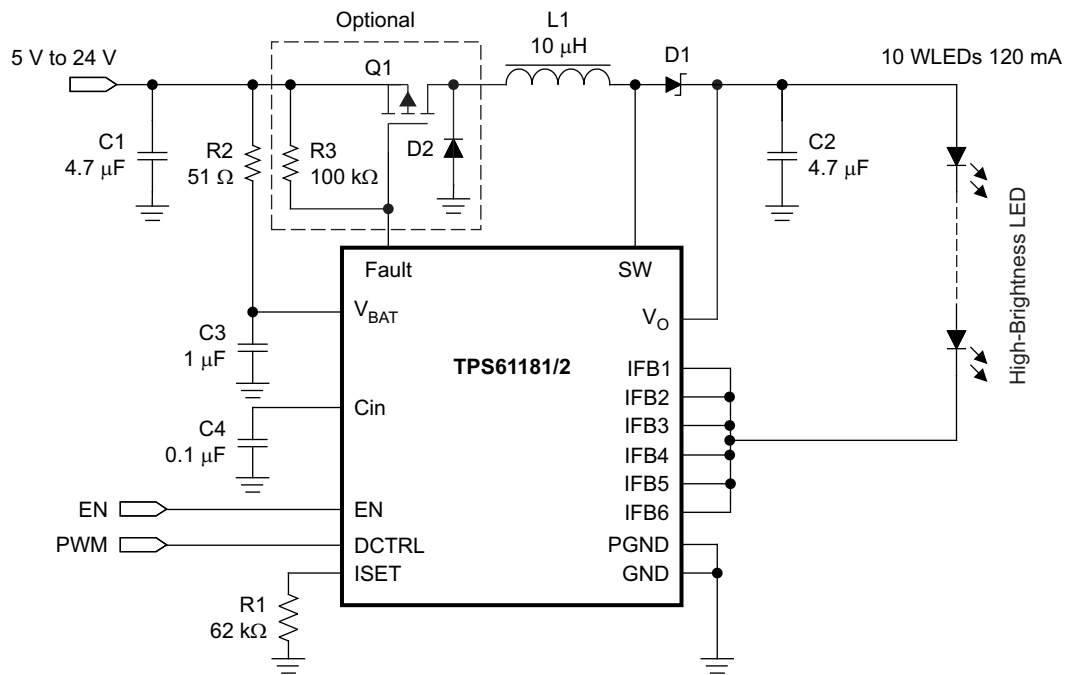 Optional
L1
10 μH
5 V to 24 V
Q1
D1
10 WLEDs 120 mA
C1
4.7 μF
R2
51 Ω
R3
100 kΩ
D2
C2
4.7 μF
High-Brightness LED
Fault
SW
VBAT
VO
C3
1 μF
TPS61181/2
IFB1
IFB2
IFB3
IFB4
IFB5
IFB6
Cin
C4
0.1 μF
EN
EN
PWM
DCTRL
PGND
ISET
GND
R1
62 kΩ